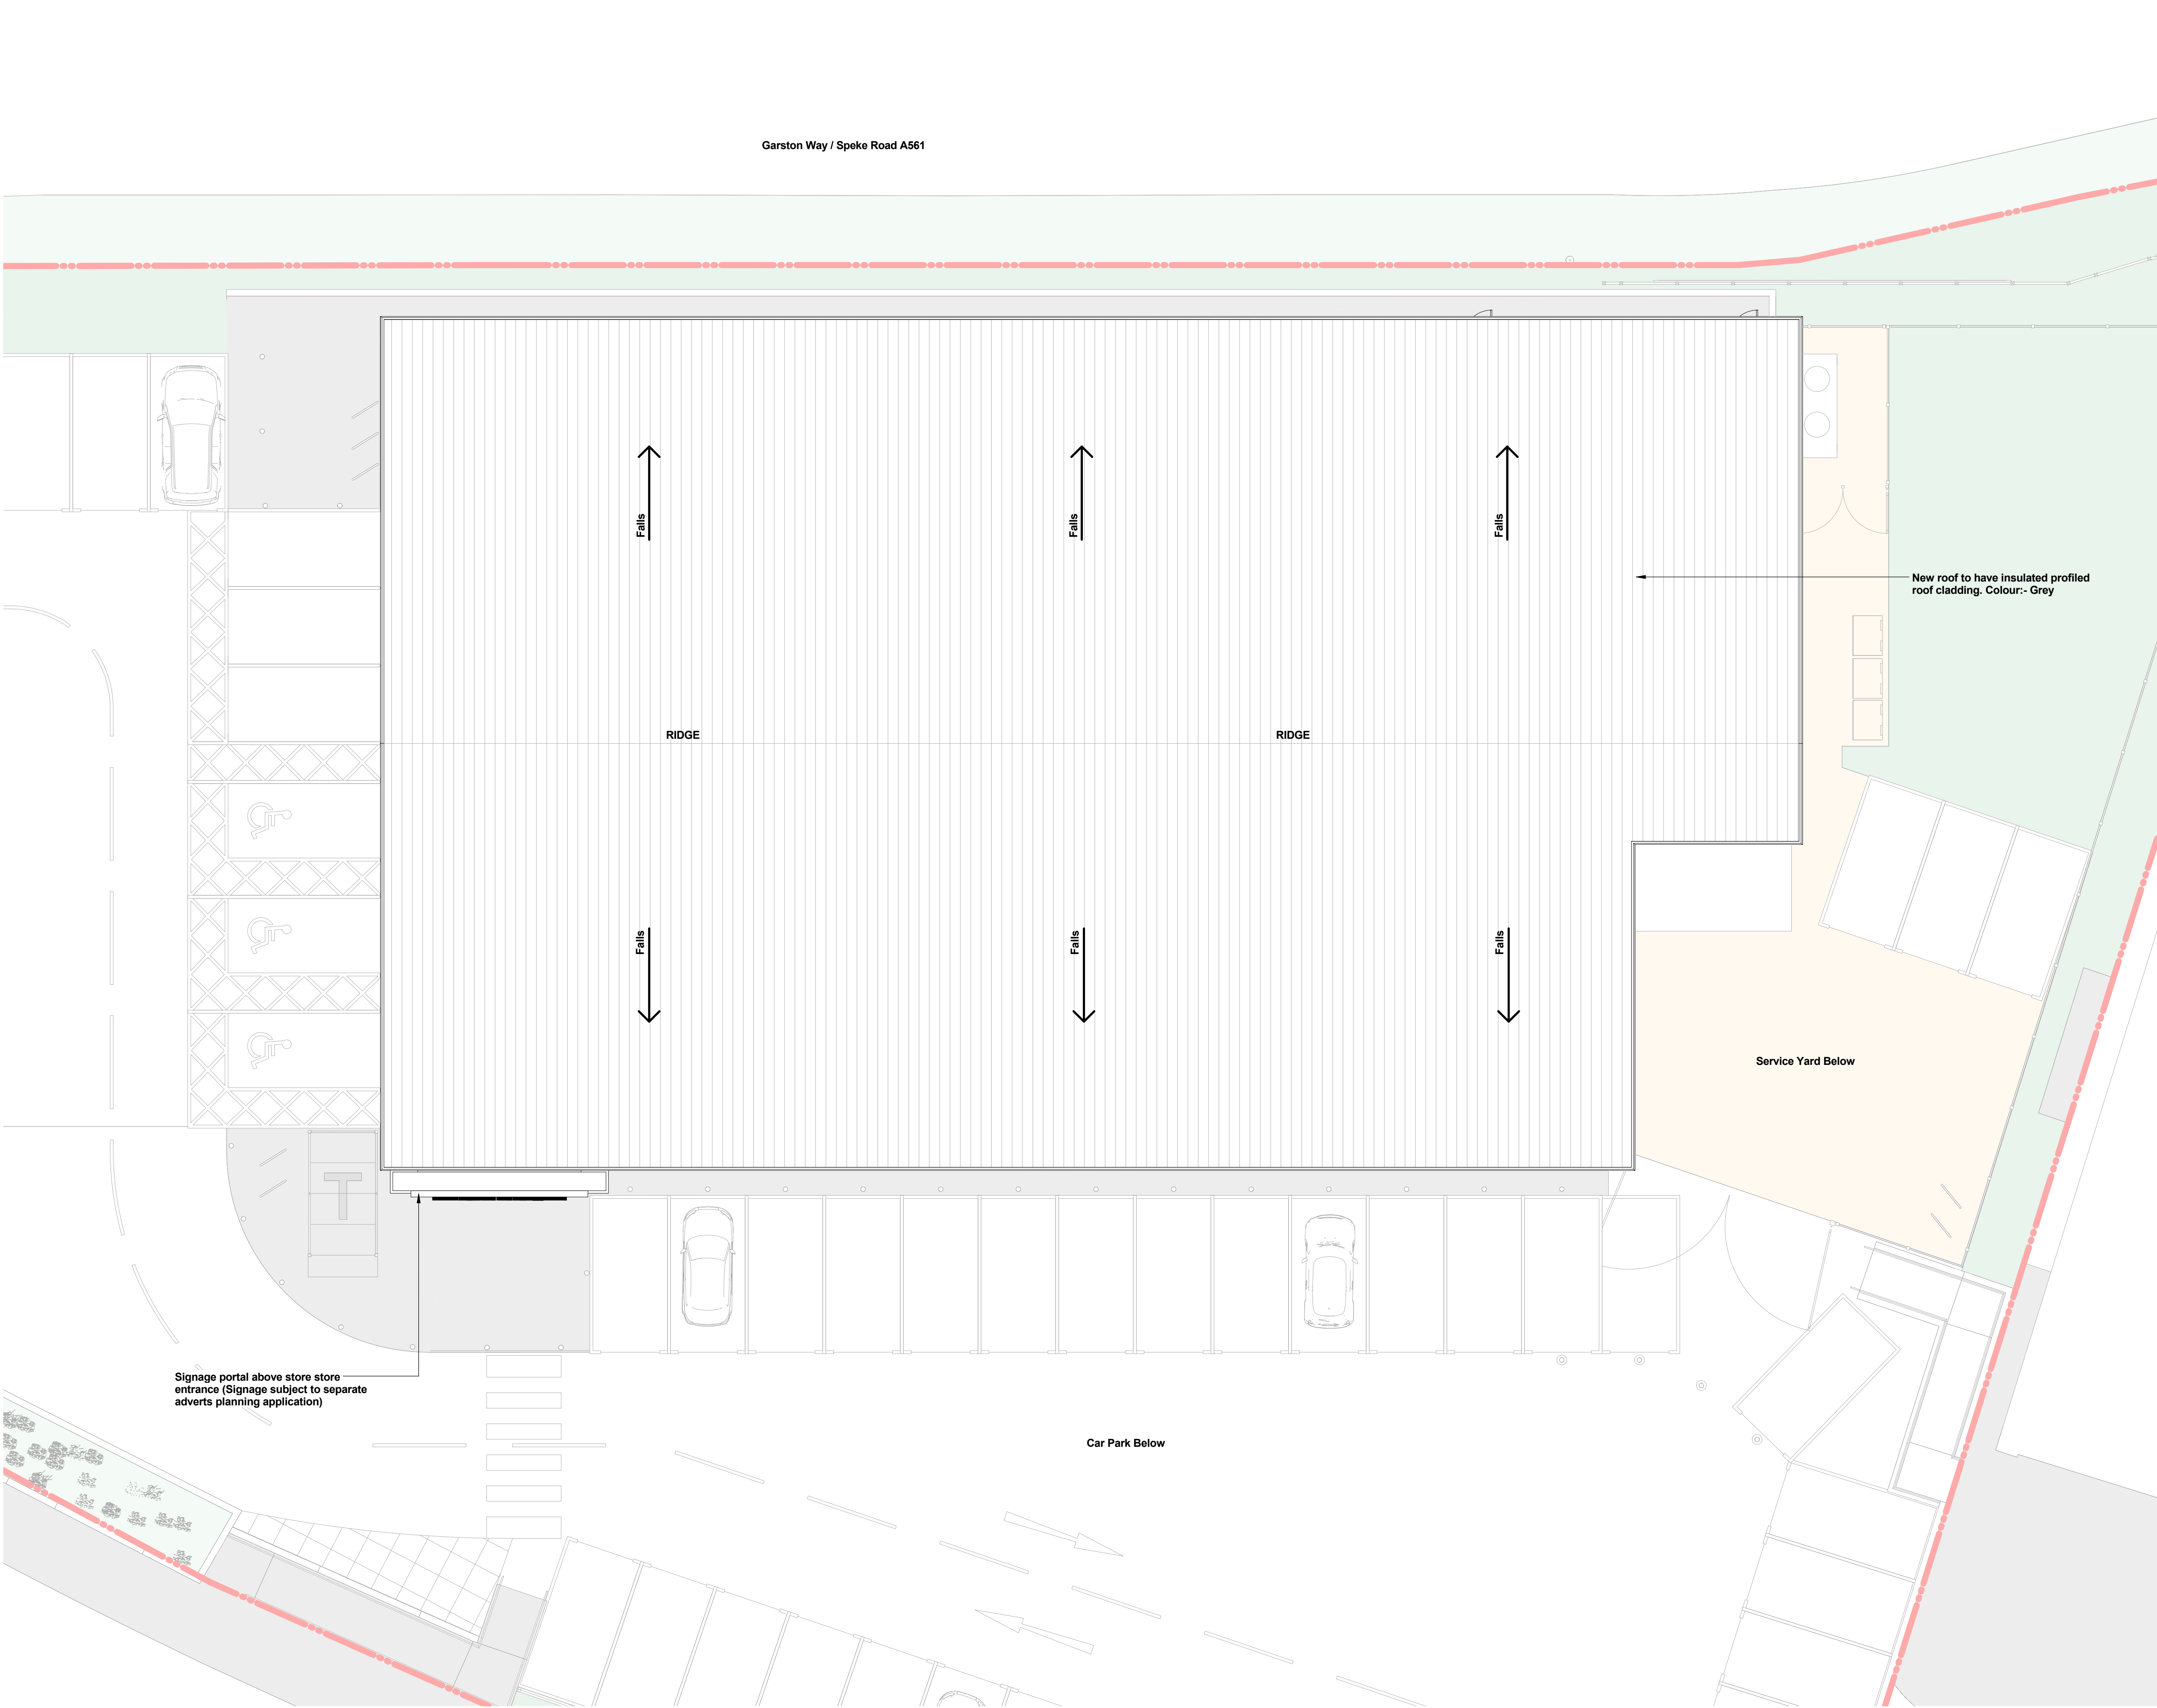 Garston Way / Speke Road A561
Falls
Falls
Falls
New roof to have insulated profiled
roof cladding. Colour:- Grey
RIDGE
RIDGE
Falls
Falls
Falls
Service Yard Below
T
Signage portal above store store
entrance (Signage subject to separate
adverts planning application)
Car Park Below